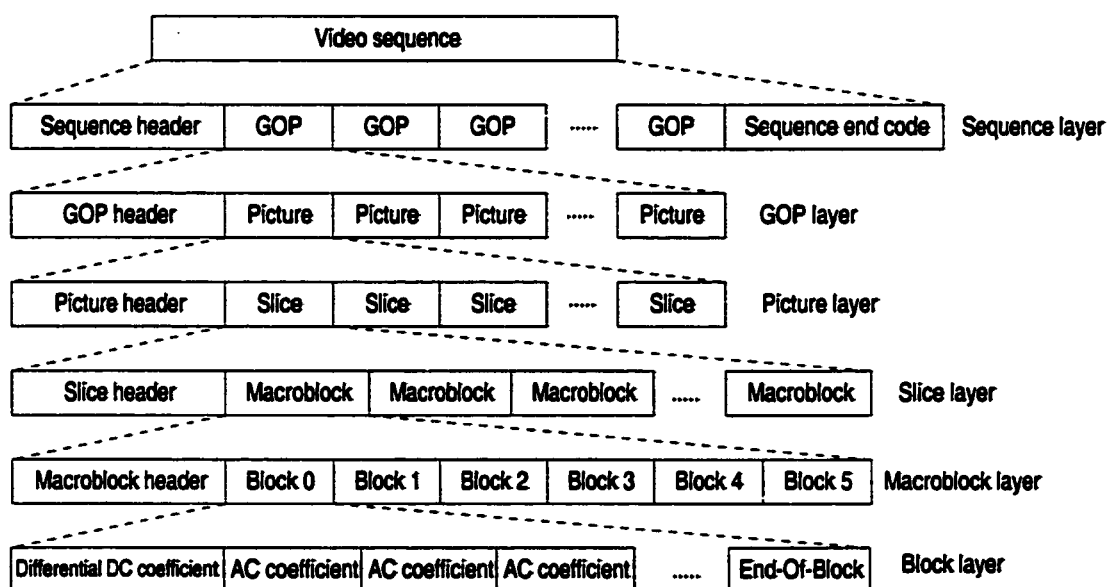 Video sequence
Sequence header GOP GOP GOP ..... GOP Sequence end code Sequence layer
GOP header Picture Picture Picture ..... Picture GOP layer
Picture header Slice Slice Slice ..... Slice Picture layer
Slice header Macroblock Macroblock Macroblock ..... Macroblock Slice layer
Macroblock header Block 0 Block 1 Block 2 Block 3 Block 4 Block 5 Macroblock layer
Differential DC coefficient AC coefficient AC coefficient AC coefficient ..... End-Of-Block Block layer